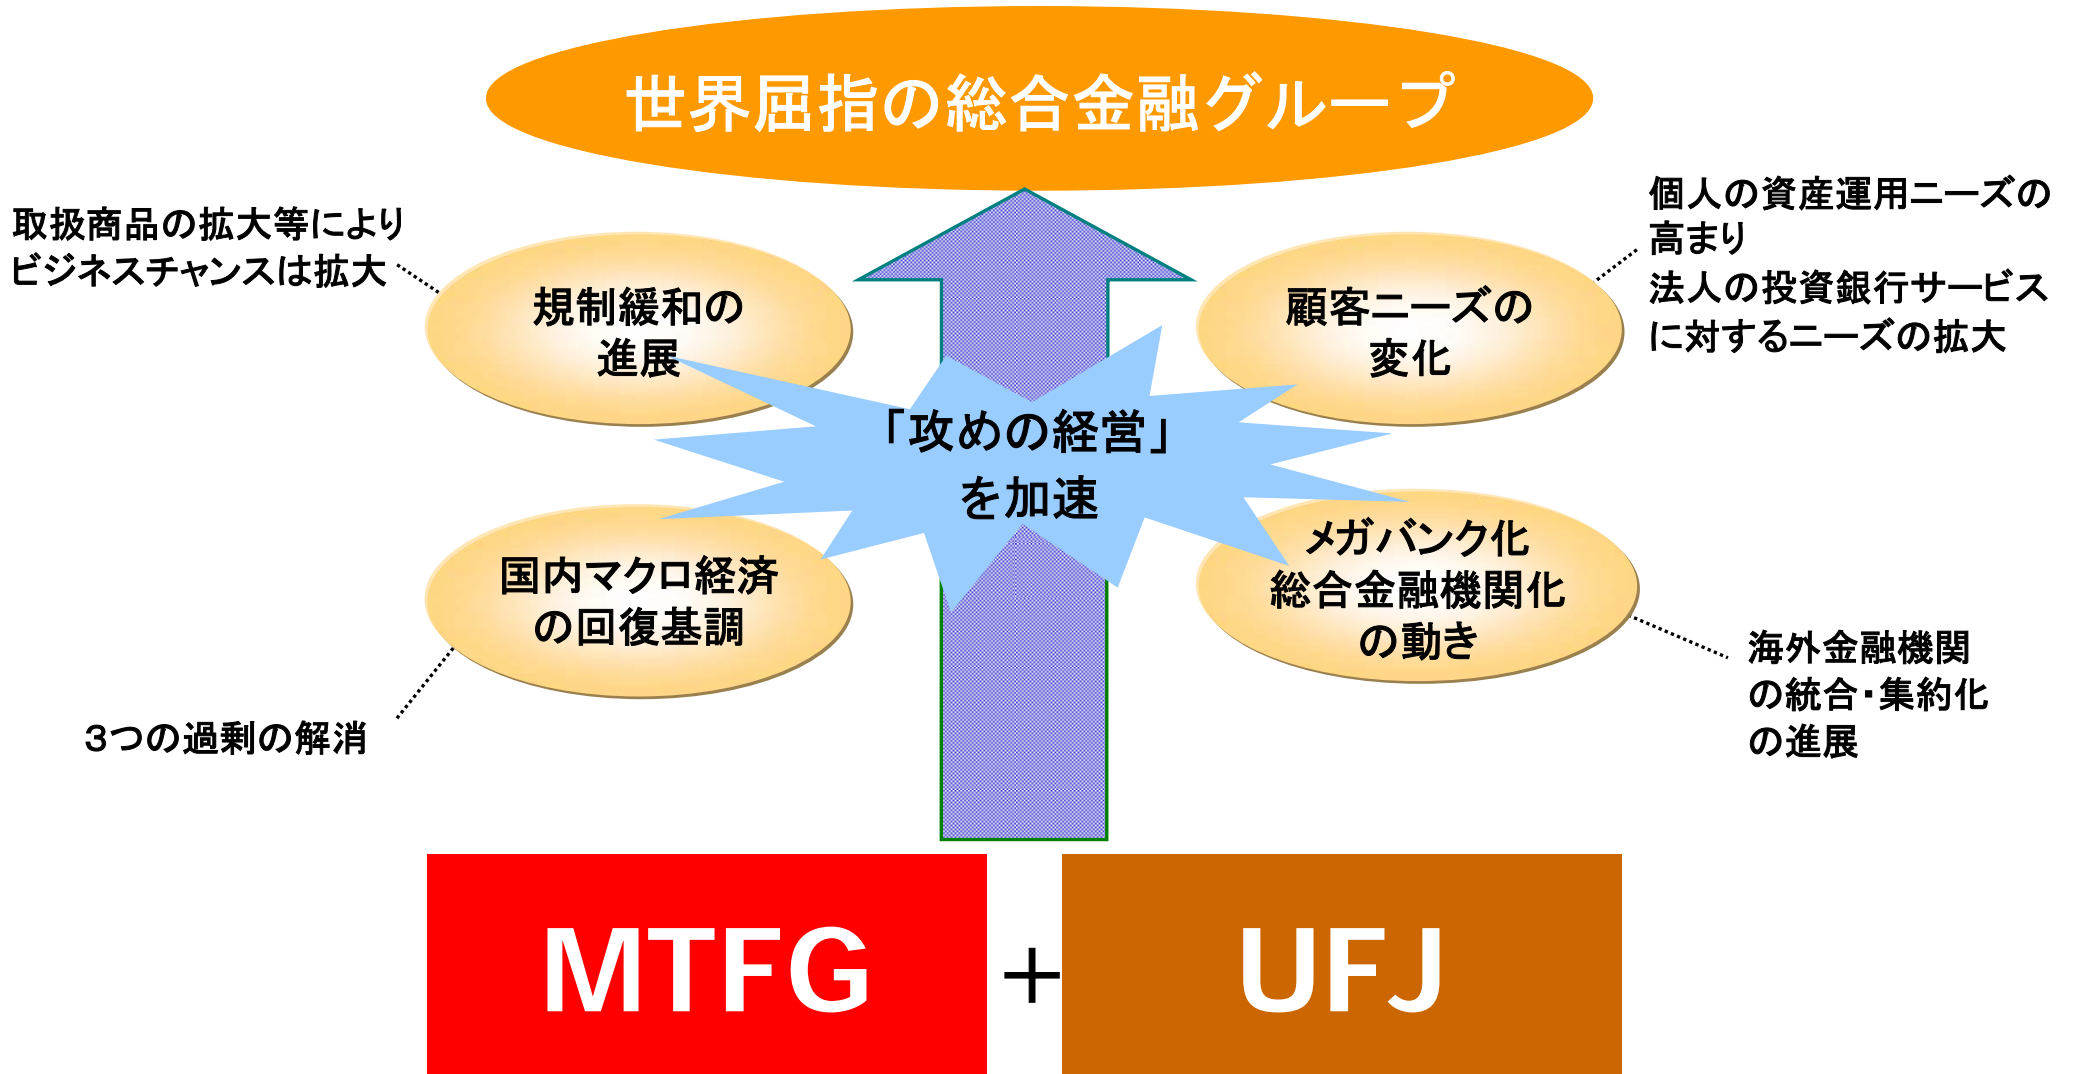 世界屈指の総合金融グループ
取扱商品の拡大等により
ビジネスチャンスは拡大
規制緩和の
進展
顧客ニーズの
変化
個人の資産運用ニーズの
高まり
法人の投資銀行サービス
に対するニーズの拡大
「攻めの経営」
を加速
国内マクロ経済
の回復基調
3つの過剰の解消
メガバンク化
総合金融機関化
の動き
海外金融機関
の統合・集約化
の進展
MTFG
+
UFJ